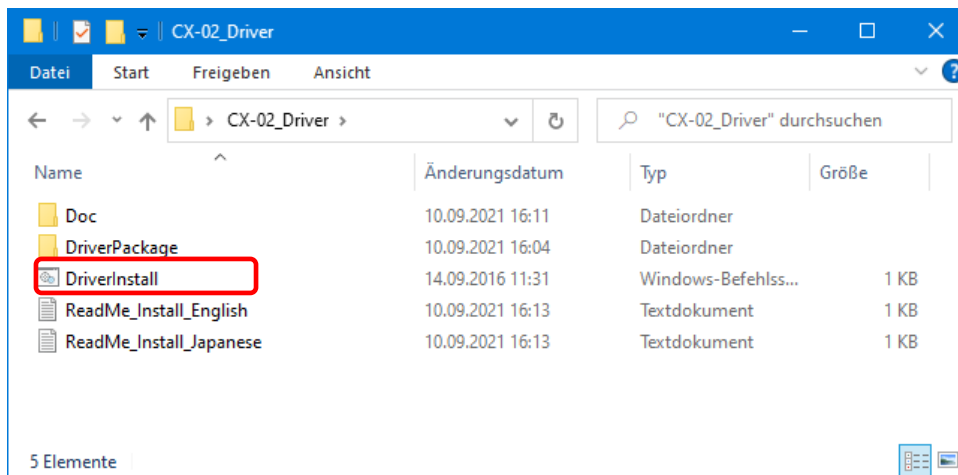 CX-02_Driver
Datei Start Freigeben Ansicht ?
CX-02_Driver "CX-02_Driver" durchsuchen
Name Änderungsdatum Typ Größe
Doc 10.09.2021 16:11 Dateiordner
DriverPackage 10.09.2021 16:04 Dateiordner
DriverInstall 14.09.2016 11:31 Windows-Befehlss... 1 KB
ReadMe_Install_English 10.09.2021 16:13 Textdokument 1 KB
ReadMe_Install_Japanese 10.09.2021 16:13 Textdokument 1 KB
5 Elemente